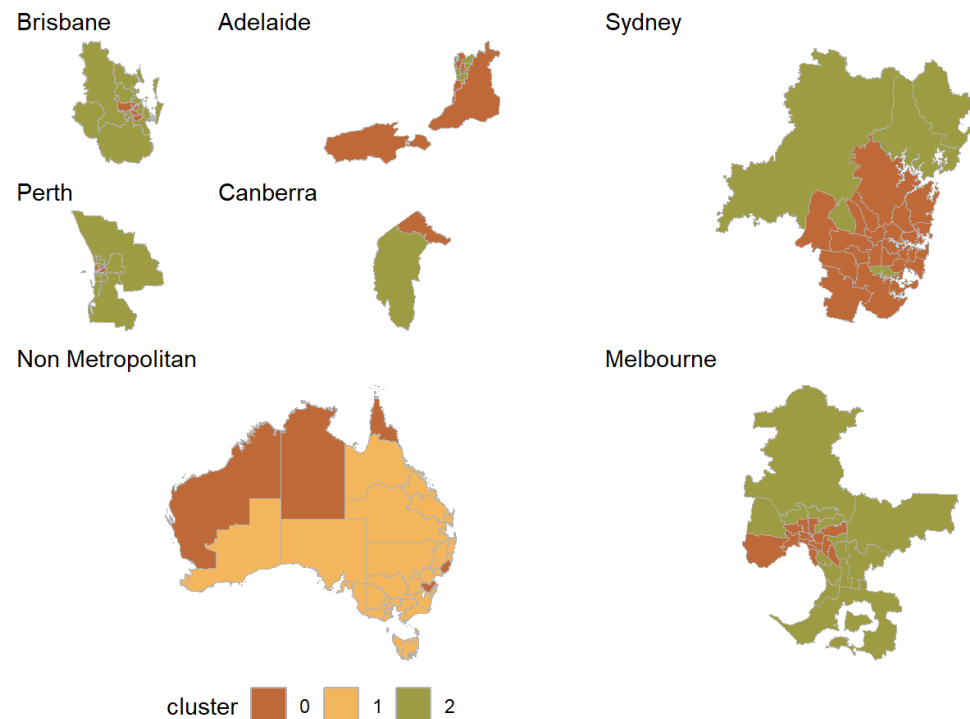 Brisbane
Adelaide
Sydney
Perth
Canberra
Non Metropolitan
Melbourne
cluster 0 1 2